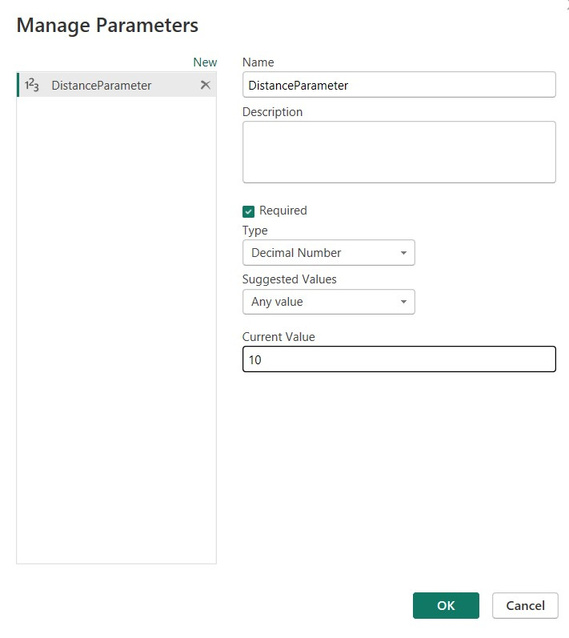 Manage Parameters
New
123 DistanceParameter
Name
DistanceParameter
Description
Required
Type
Decimal Number
Suggested Values
Any value
Current Value
10
OK
Cancel